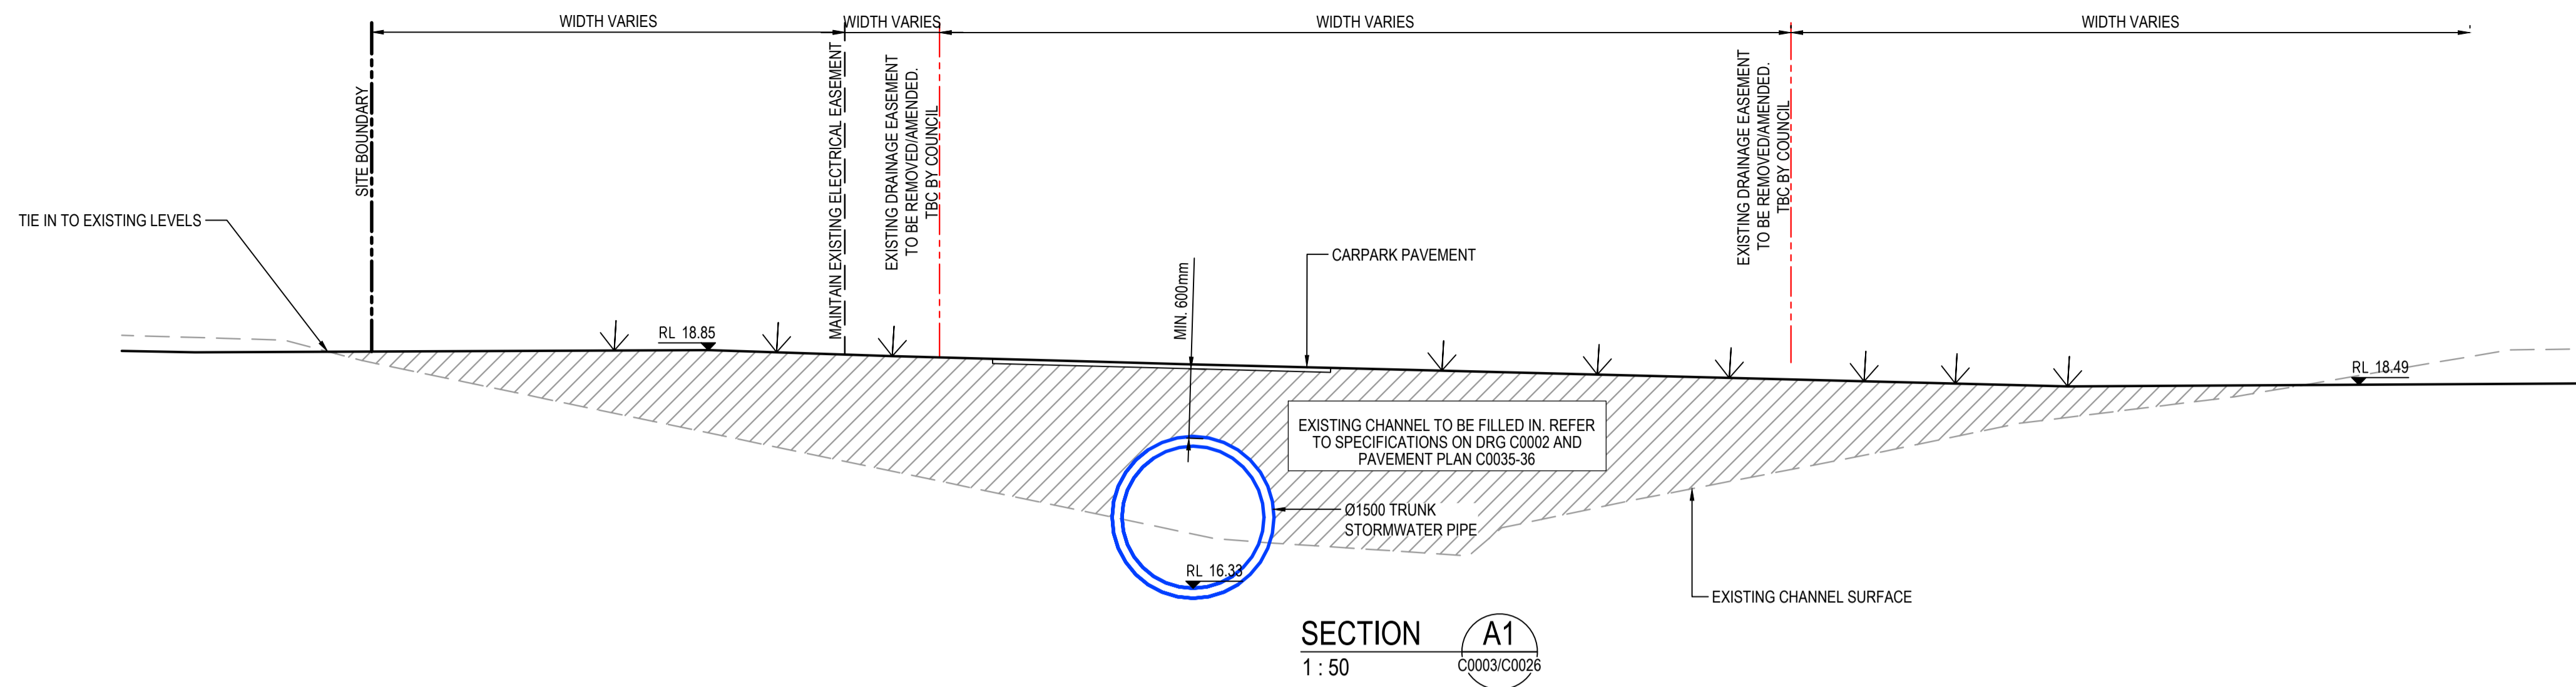 WIDTH VARIES
WIDTH VARIES
WIDTH VARIES
WIDTH VARIES
SITE BOUNDARY
MAINTAIN EXISTING ELECTRICAL EASEMENT
EXISTING DRAINAGE EASEMENT
TO BE REMOVED/AMENDED.
TBC BY COUNCIL
EXISTING DRAINAGE EASEMENT
TO BE REMOVED/AMENDED.
TBC BY COUNCIL
TIE IN TO EXISTING LEVELS
CARPARK PAVEMENT
MIN. 600mm
RL 18.85
RL 18.49
EXISTING CHANNEL TO BE FILLED IN. REFER
TO SPECIFICATIONS ON DRG C0002 AND
PAVEMENT PLAN C0035-36
Ø1500 TRUNK
STORMWATER PIPE
RL 16.33
EXISTING CHANNEL SURFACE
SECTION
1 : 50
A1
C0003/C0026